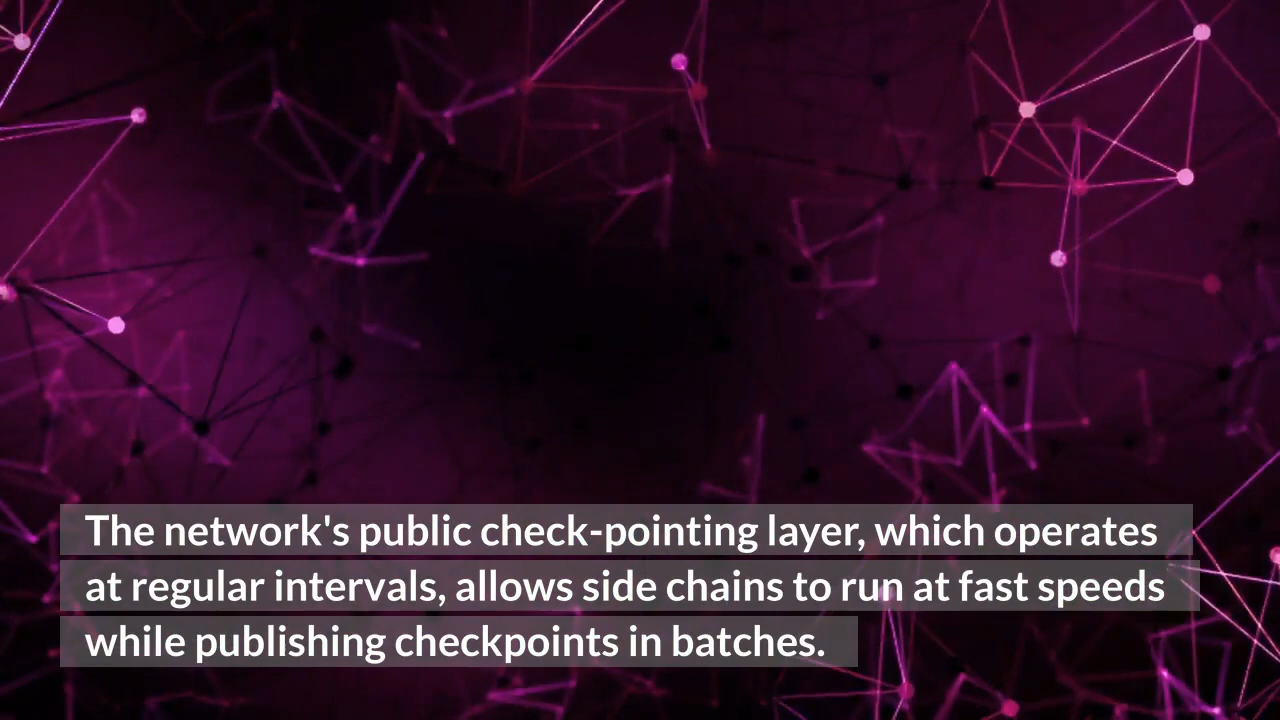 The network's public check-pointing layer, which operates
at regular intervals, allows side chains to run at fast speeds
while publishing checkpoints in batches.